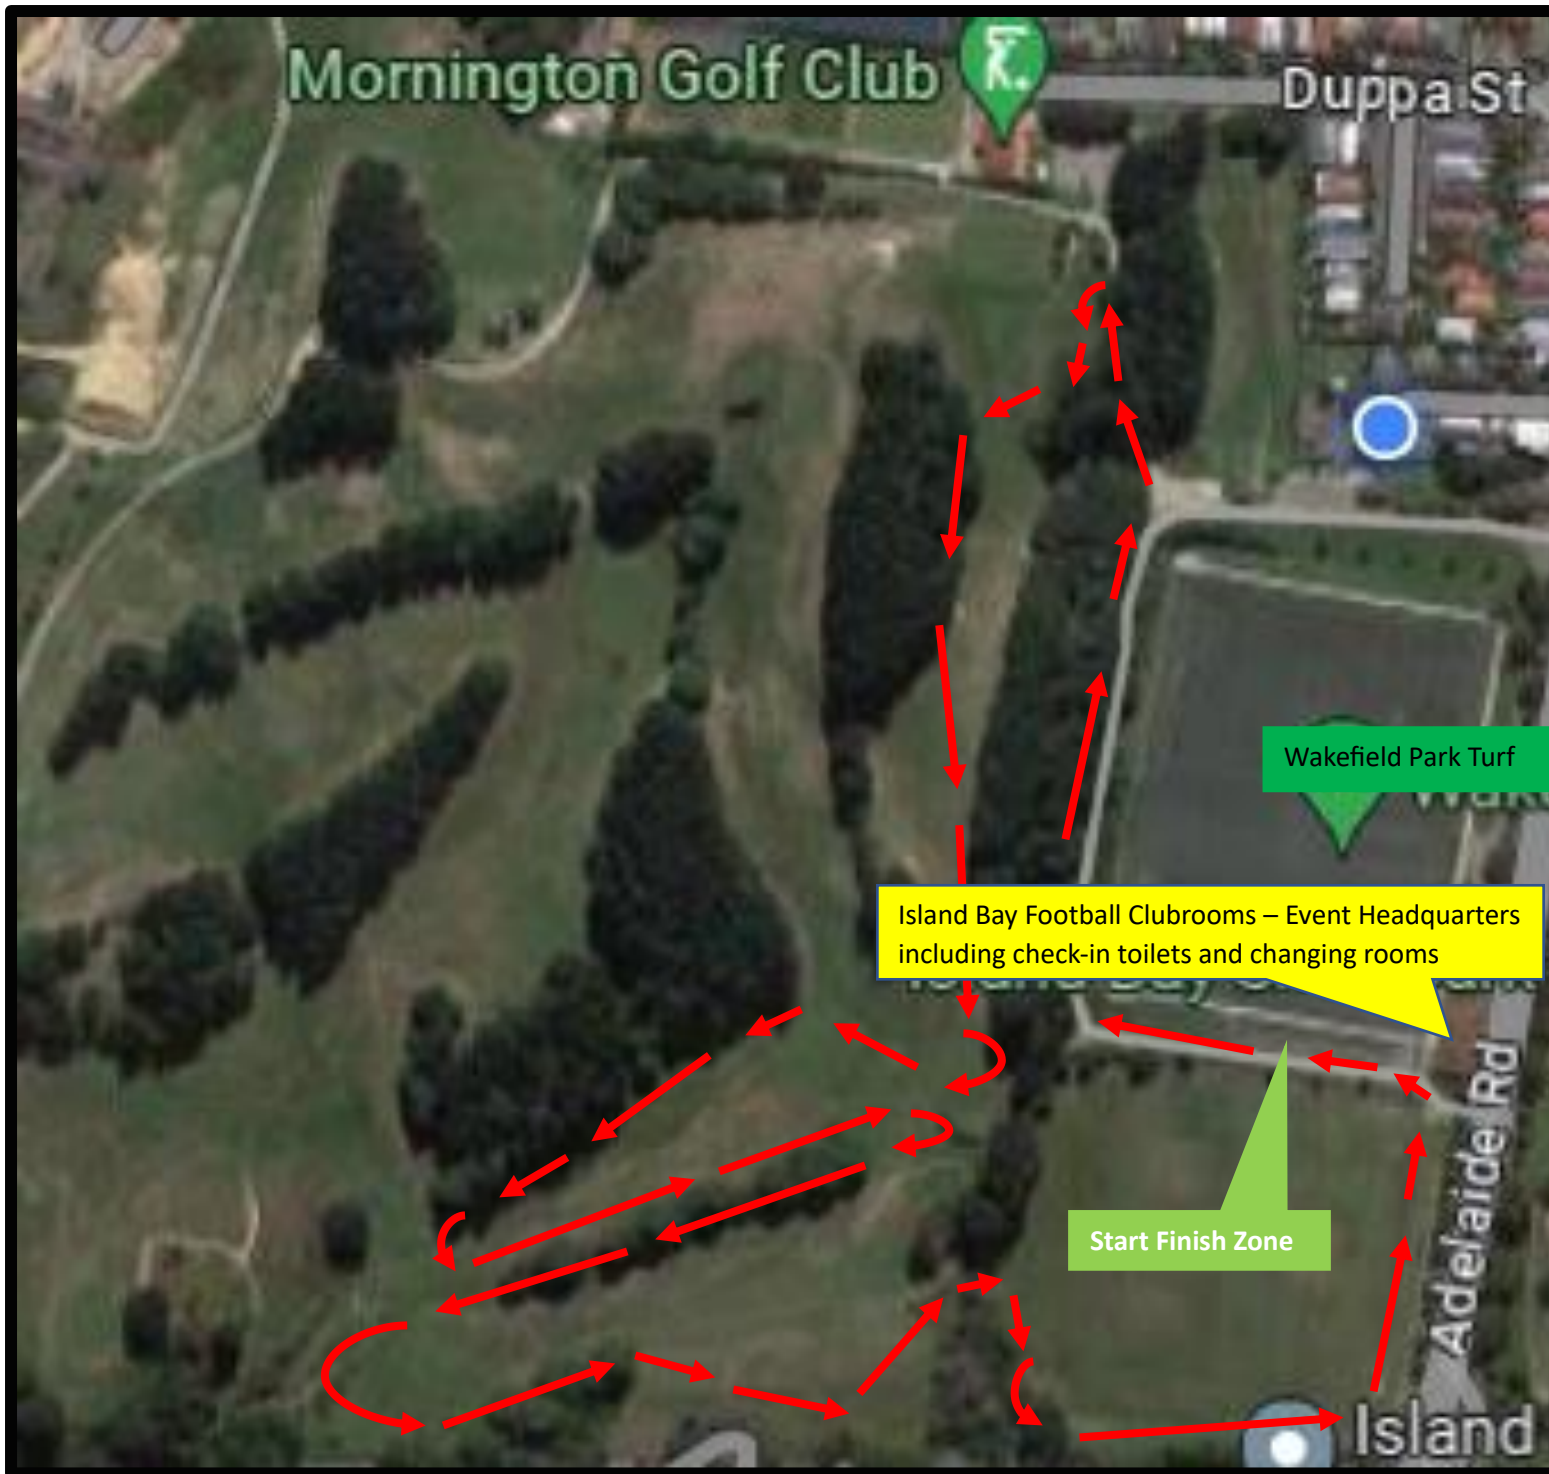 Mornington Golf Club
Duppa St
Wakefield Park Turf
Island Bay Football Clubrooms – Event Headquarters
including check-in toilets and changing rooms
Start Finish Zone
Adelaide Rd
Island